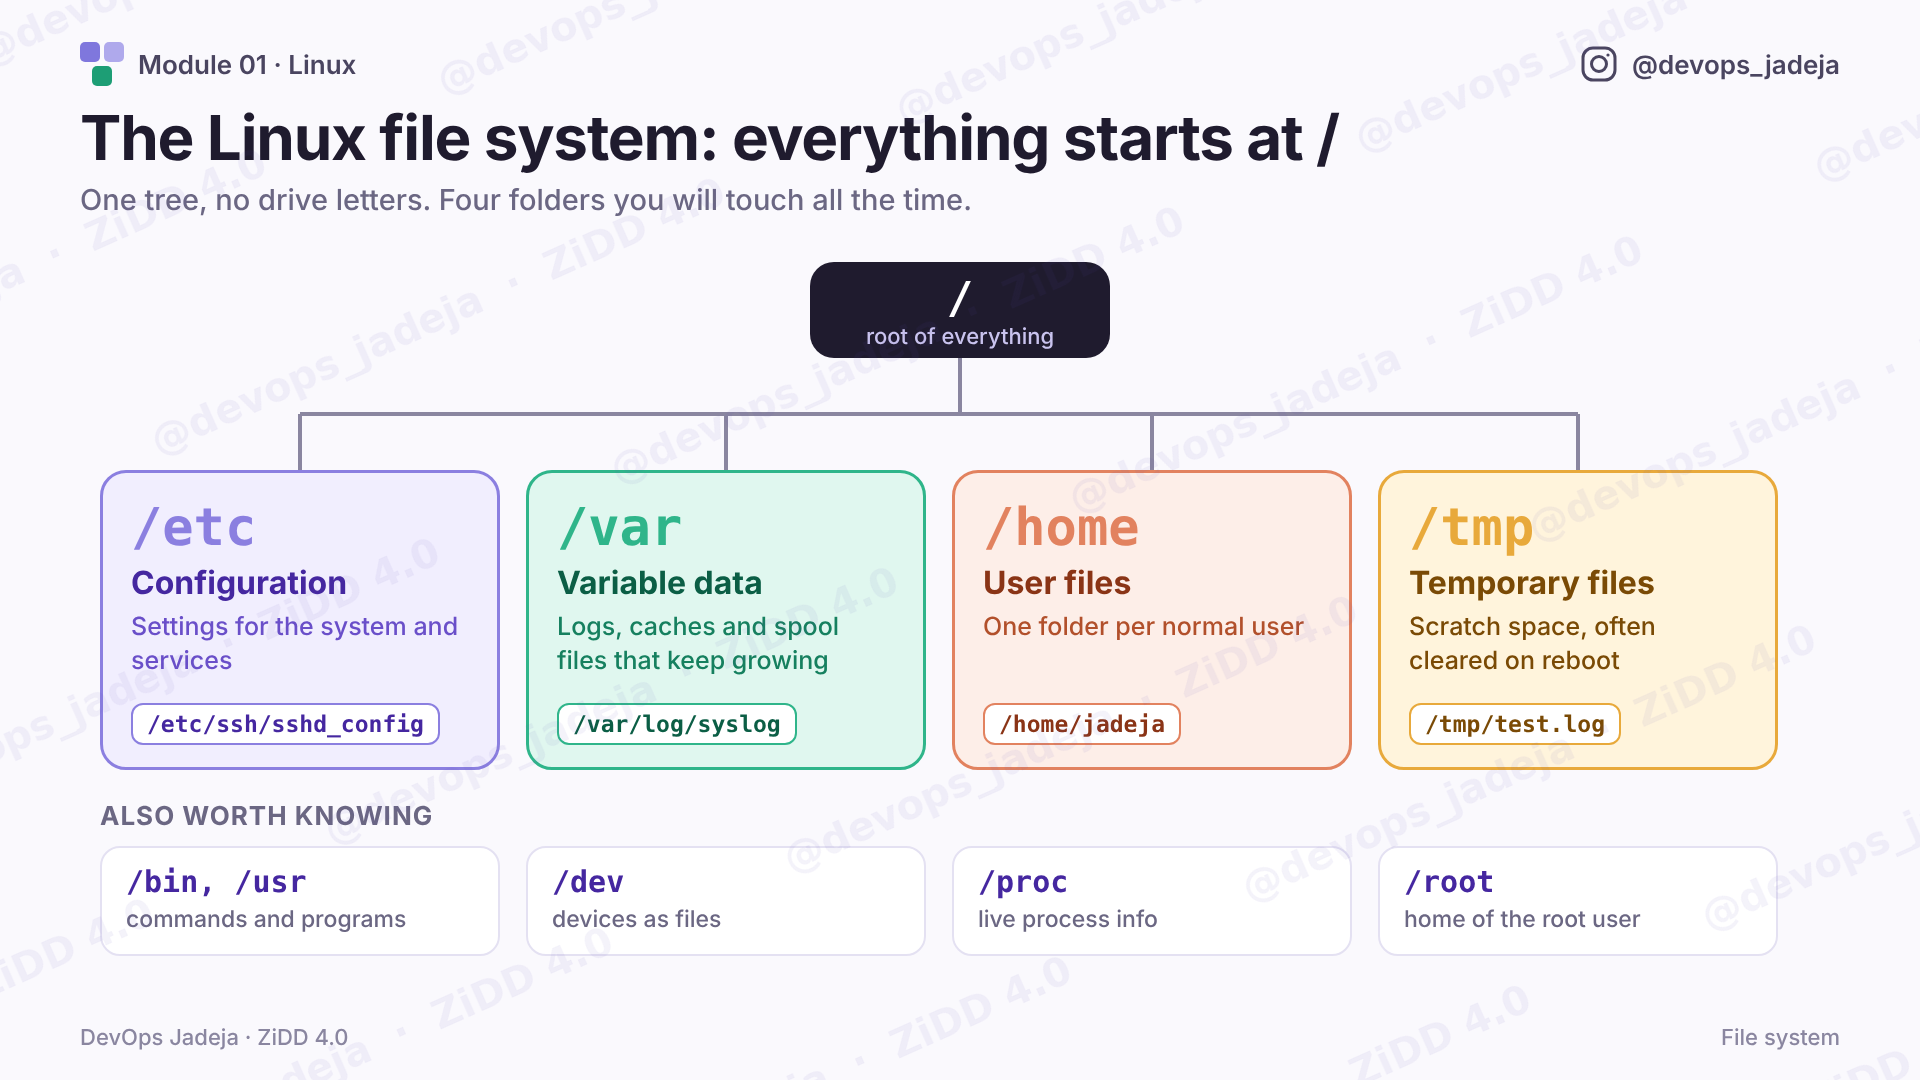 Module 01 · Linux
@devops_jadeja
The Linux file system: everything starts at /
One tree, no drive letters. Four folders you will touch all the time.
/
root of everything
/etc
Configuration
Settings for the system and
services
/etc/ssh/sshd_config
/var
Variable data
Logs, caches and spool
files that keep growing
/var/log/syslog
/home
User files
One folder per normal user
/home/jadeja
/tmp
Temporary files
Scratch space, often
cleared on reboot
/tmp/test.log
ALSO WORTH KNOWING
/bin, /usr
commands and programs
/dev
devices as files
/proc
live process info
/root
home of the root user
DevOps Jadeja · ZiDD 4.0
File system
@devops_jadeja · ZiDD 4.0